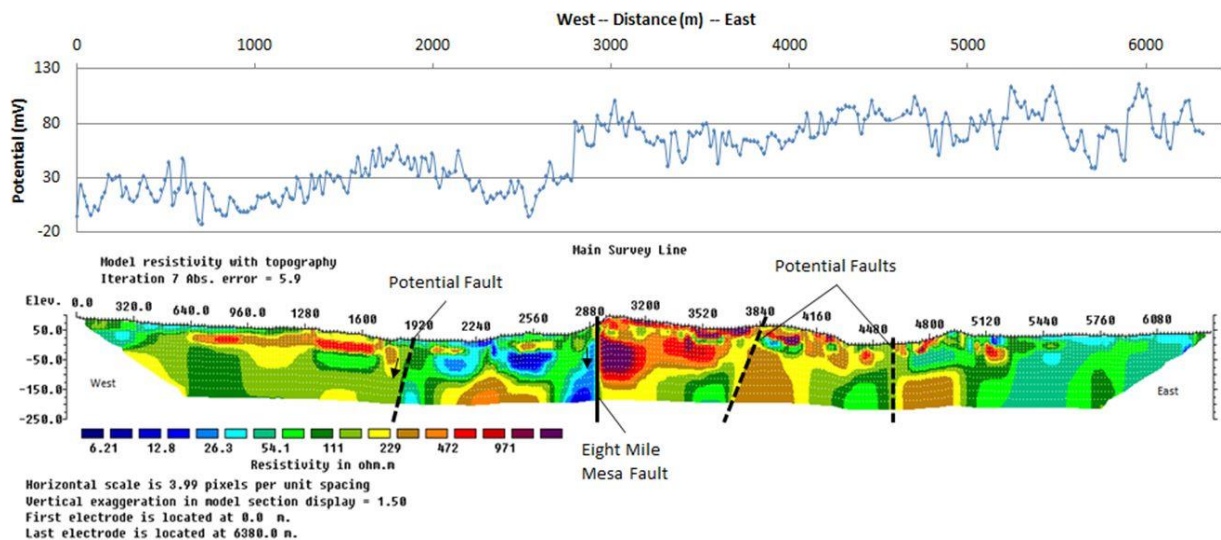 West -- Distance (m) -- East
0 1000 2000 3000 4000 5000 6000
Potential (mV)
130
80
30
-20
Main Survey Line
Model resistivity with topography
Iteration 7 Abs. error = 5.9
Potential Fault
Potential Faults
Elev. 0.0 320.0 640.0 960.0 1280 1600 1920 2240 2560 2880 3200 3520 3840 4160 4480 4800 5120 5440 5760 6080
50.0
-50.0
-150.0
-250.0
West
East
6.21 12.8 26.3 54.1 111 229 472 971
Resistivity in ohm.m
Eight Mile
Mesa Fault
Horizontal scale is 3.99 pixels per unit spacing
Vertical exaggeration in model section display = 1.50
First electrode is located at 0.0 m.
Last electrode is located at 6380.0 m.